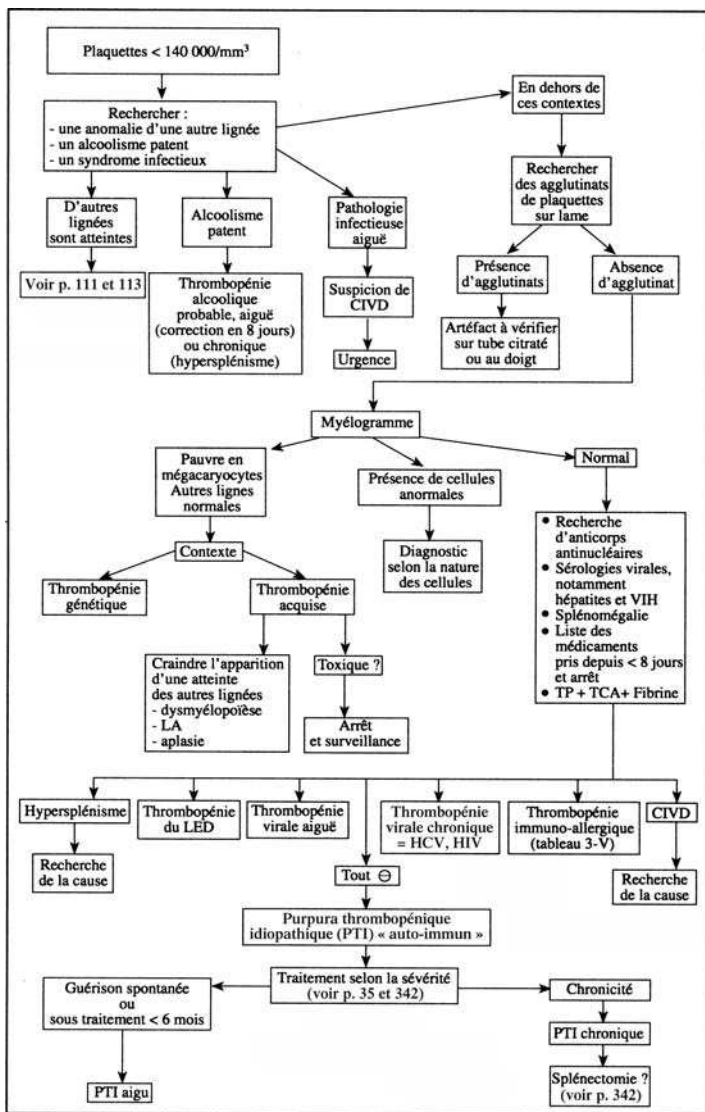 Plaquettes < 140 000/mm³
Rechercher :
- une anomalie d'une autre lignée
- un alcoolisme patent
- un syndrome infectieux
En dehors de
ces contextes
D'autres
lignées
sont atteintes
Alcoolisme
patent
Pathologie
infectieuse
aiguë
Rechercher
des agglutinats
de plaquettes
sur lame
Voir p. 111 et 113
Thrombopénie
alcoolique
probable, aiguë
(correction en 8 jours)
ou chronique
(hypersplénisme)
Suspicion de
CIVD
Urgence
Présence
d'agglutinats
Absence
d'agglutinat
Artéfact à vérifier
sur tube citraté
ou au doigt
Myélogramme
Pauvre en
mégacaryocytes
Autres lignes
normales
Présence de cellules
anormales
Normal
Contexte
Diagnostic
selon la nature
des cellules
● Recherche
d'anticorps
antinucléaires
● Sérologies virales,
notamment
hépatites et VIH
● Splénomégalie
● Liste des
médicaments
pris depuis < 8 jours
et arrêt
● TP + TCA+ Fibrine
Thrombopénie
génétique
Thrombopénie
acquise
Craindre l'apparition
d'une atteinte
des autres lignées
- dysmyélopoïèse
- LA
- aplasie
Toxique ?
Arrêt
et surveillance
Hypersplénisme
Thrombopénie
du LED
Thrombopénie
virale aiguë
Thrombopénie
virale chronique
= HCV, HIV
Thrombopénie
immuno-allergique
(tableau 3-V)
CIVD
Recherche
de la cause
Tout ⊖
Recherche
de la cause
Purpura thrombopénique
idiopathique (PTI) « auto-immun »
Traitement selon la sévérité
(voir p. 35 et 342)
Guérison spontanée
ou
sous traitement < 6 mois
Chronicité
PTI chronique
PTI aigu
Splénectomie ?
(voir p. 342)